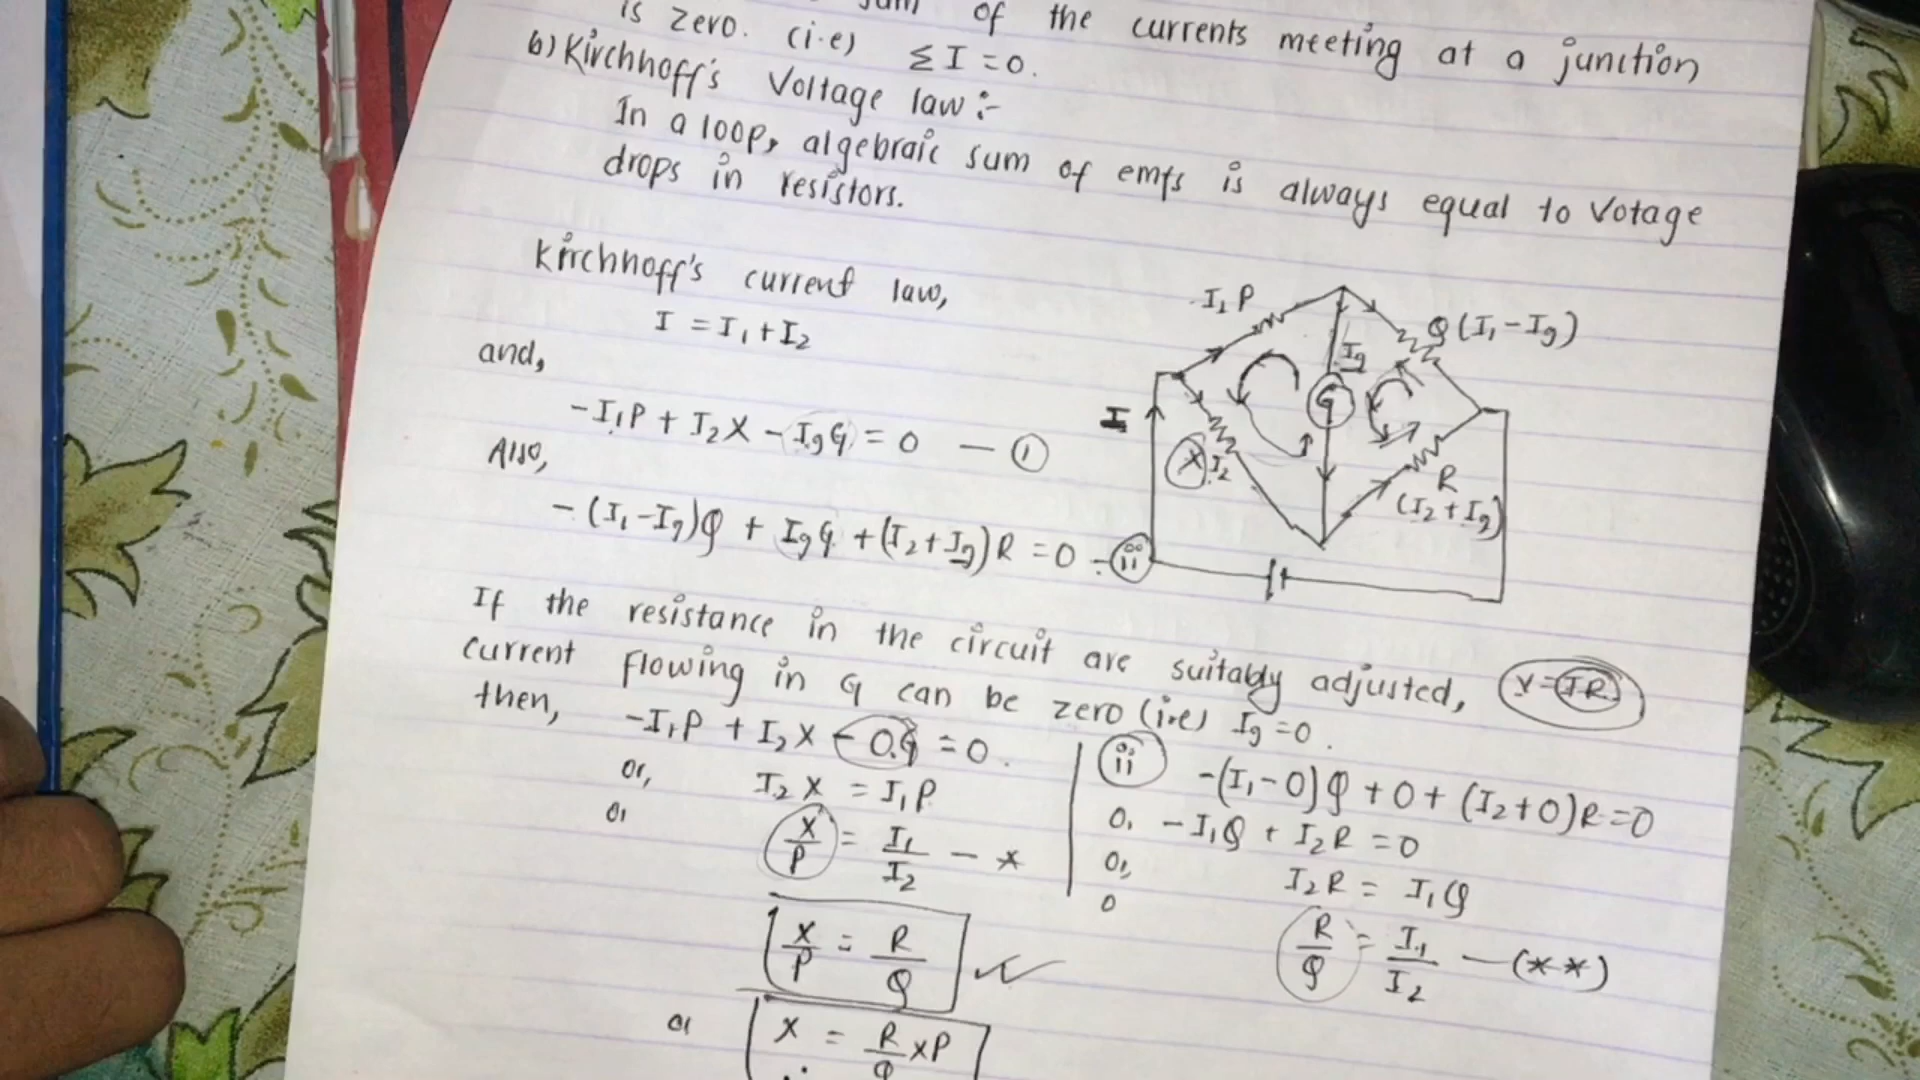 sum of the currents meeting at a junction
is zero. (i.e) ΣI = 0.
b) Kirchhoff's Voltage law :-
In a loop, algebraic sum of emfs is always equal to Votage
drops in resistors.
Kirchhoff's current law,
I = I₁ + I₂
and,
-I₁P + I₂X - IgG = 0 — (i)
Also,
-(I₁-Ig)Q + IgG + (I₂+Ig)R = 0 - (ii)
I₁ P
Q (I₁-Ig)
Ig
I
G
X I₂
R
(I₂+Ig)
If the resistance in the circuit are suitably adjusted,
V=IR
current flowing in G can be zero (i.e) Ig = 0.
then, -I₁P + I₂X - 0.G = 0.
or, I₂X = I₁P
or X/P = I₁/I₂ - *
X/P = R/Q
or X = R/Q × P
(ii) -(I₁-0)Q + 0 + (I₂+0)R = 0
o, -I₁Q + I₂R = 0
or, I₂R = I₁Q
o R/Q = I₁/I₂ — (**)